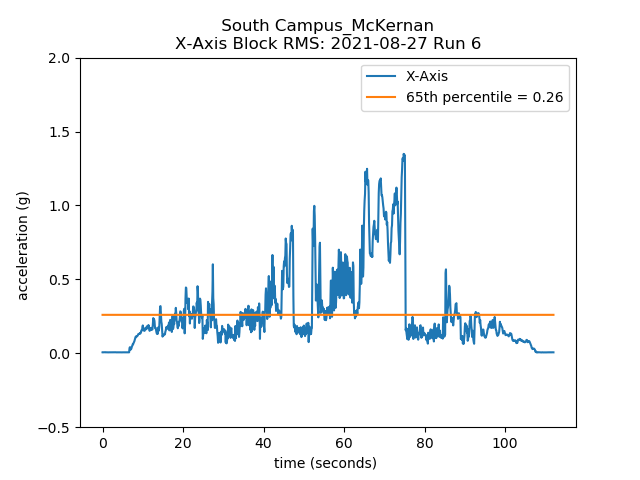 South Campus_McKernan
X-Axis Block RMS: 2021-08-27 Run 6
X-Axis
65th percentile = 0.26
acceleration (g)
2.0
1.5
1.0
0.5
0.0
−0.5
0
20
40
60
80
100
time (seconds)